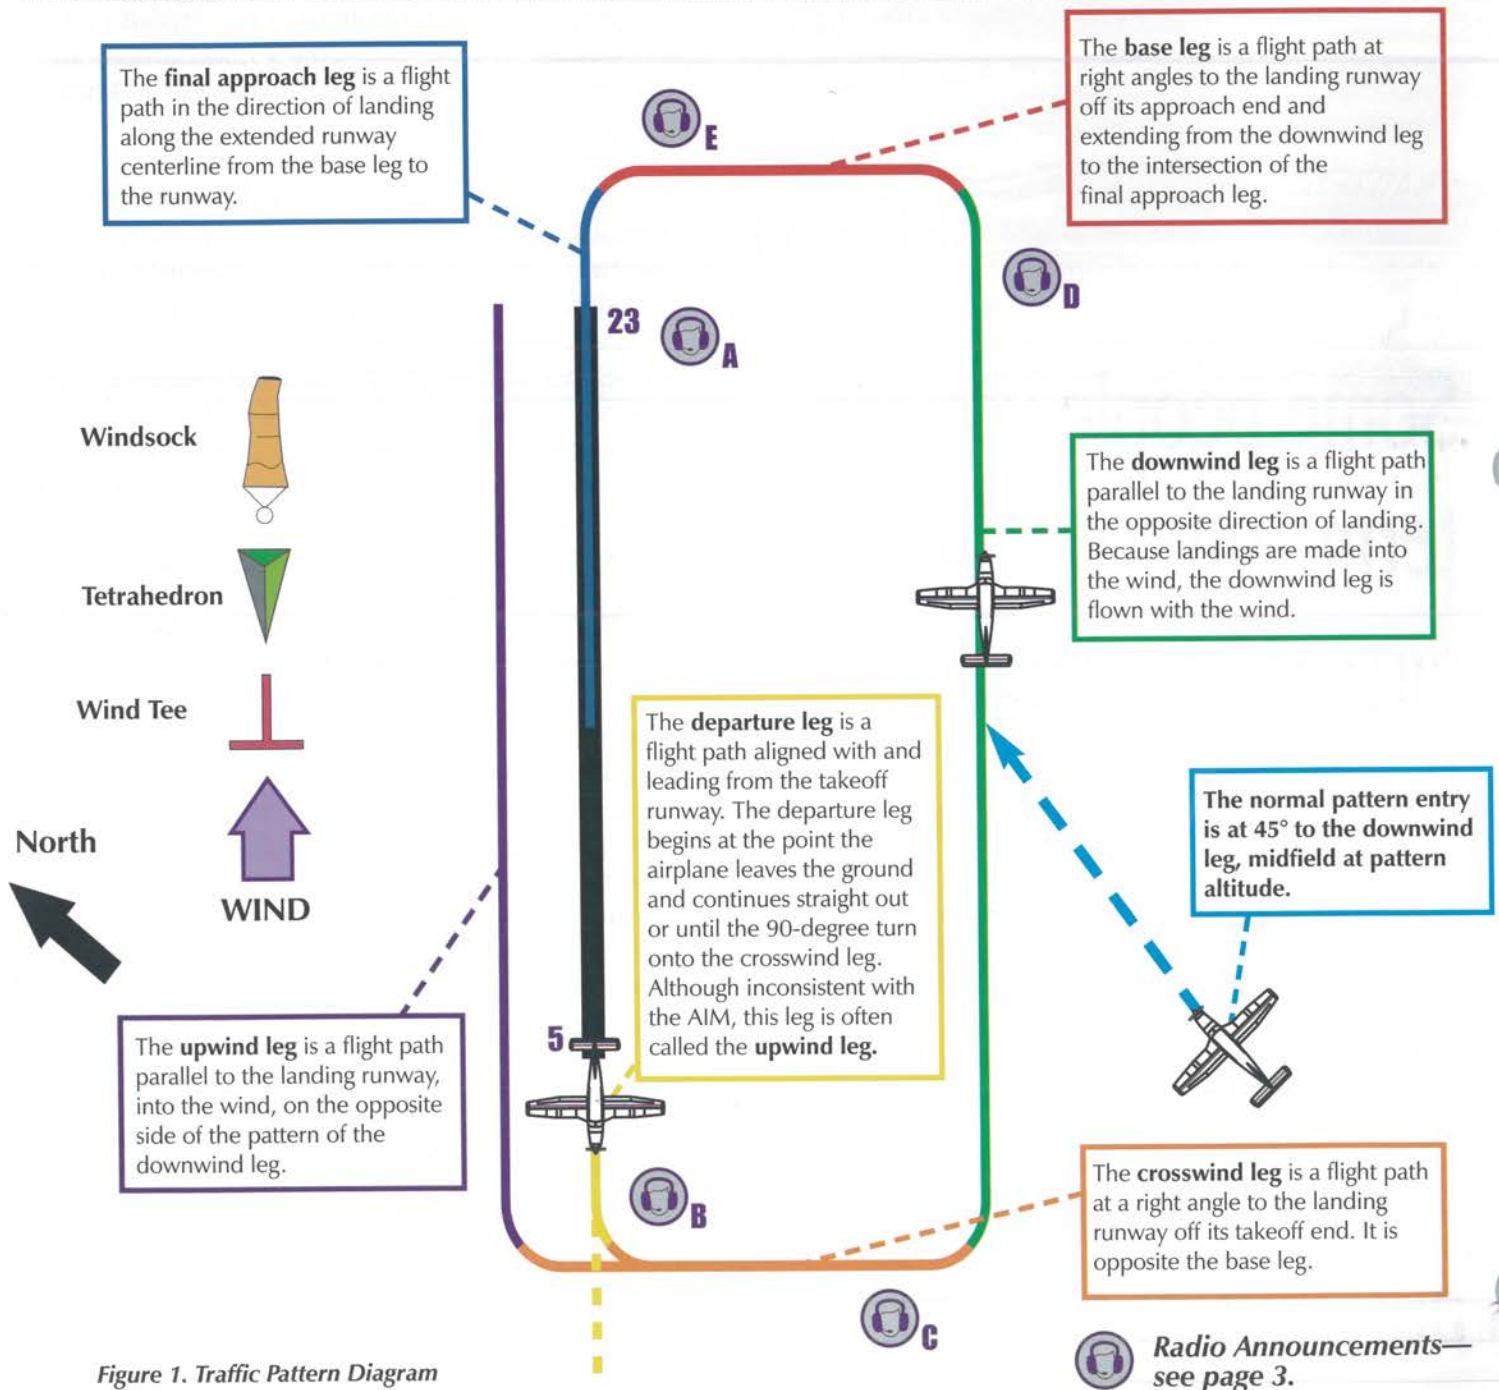 The final approach leg is a flight
path in the direction of landing
along the extended runway
centerline from the base leg to
the runway.
E
The base leg is a flight path at
right angles to the landing runway
off its approach end and
extending from the downwind leg
to the intersection of the
final approach leg.
D
23
A
Windsock
Tetrahedron
Wind Tee
North
WIND
The downwind leg is a flight path
parallel to the landing runway in
the opposite direction of landing.
Because landings are made into
the wind, the downwind leg is
flown with the wind.
The departure leg is a
flight path aligned with and
leading from the takeoff
runway. The departure leg
begins at the point the
airplane leaves the ground
and continues straight out
or until the 90-degree turn
onto the crosswind leg.
Although inconsistent with
the AIM, this leg is often
called the upwind leg.
The normal pattern entry
is at 45° to the downwind
leg, midfield at pattern
altitude.
5
The upwind leg is a flight path
parallel to the landing runway,
into the wind, on the opposite
side of the pattern of the
downwind leg.
B
The crosswind leg is a flight path
at a right angle to the landing
runway off its takeoff end. It is
opposite the base leg.
C
Radio Announcements—
see page 3.
Figure 1. Traffic Pattern Diagram